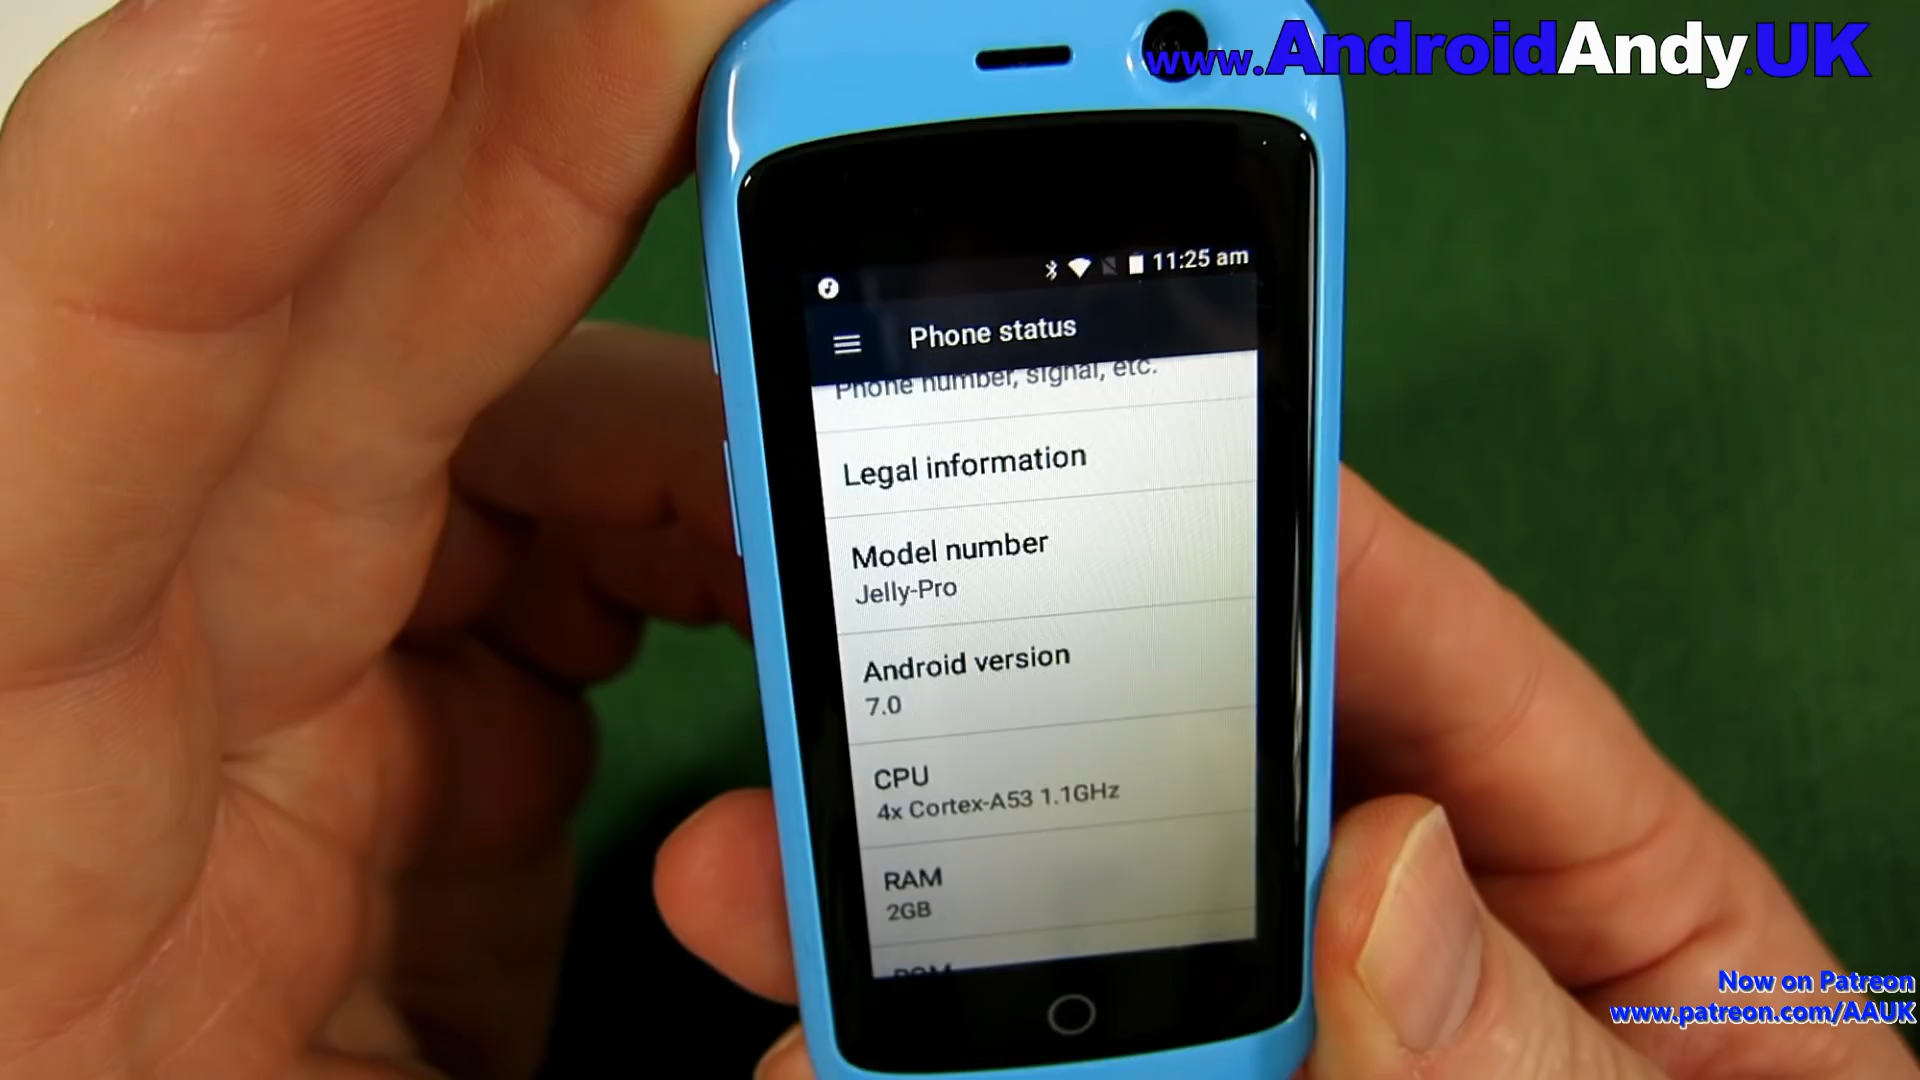 www.AndroidAndy.UK
11:25 am
Phone status
Phone number, signal, etc.
Legal information
Model number
Jelly-Pro
Android version
7.0
CPU
4x Cortex-A53 1.1GHz
RAM
2GB
ROM
Now on Patreon
www.patreon.com/AAUK